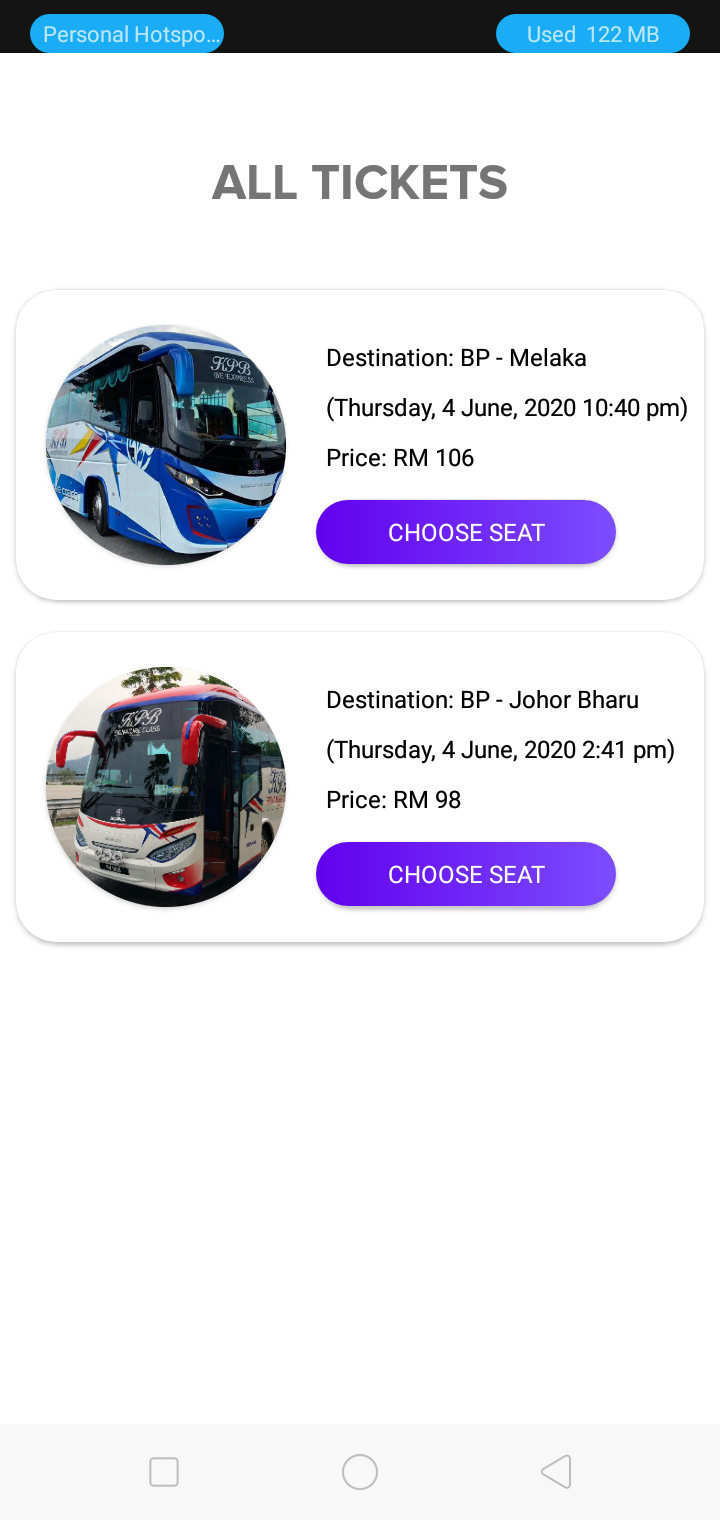 Personal Hotspo...
Used 122 MB
ALL TICKETS
KPB
Destination: BP - Melaka
(Thursday, 4 June, 2020 10:40 pm)
Price: RM 106
CHOOSE SEAT
KPB
Destination: BP - Johor Bharu
(Thursday, 4 June, 2020 2:41 pm)
Price: RM 98
CHOOSE SEAT